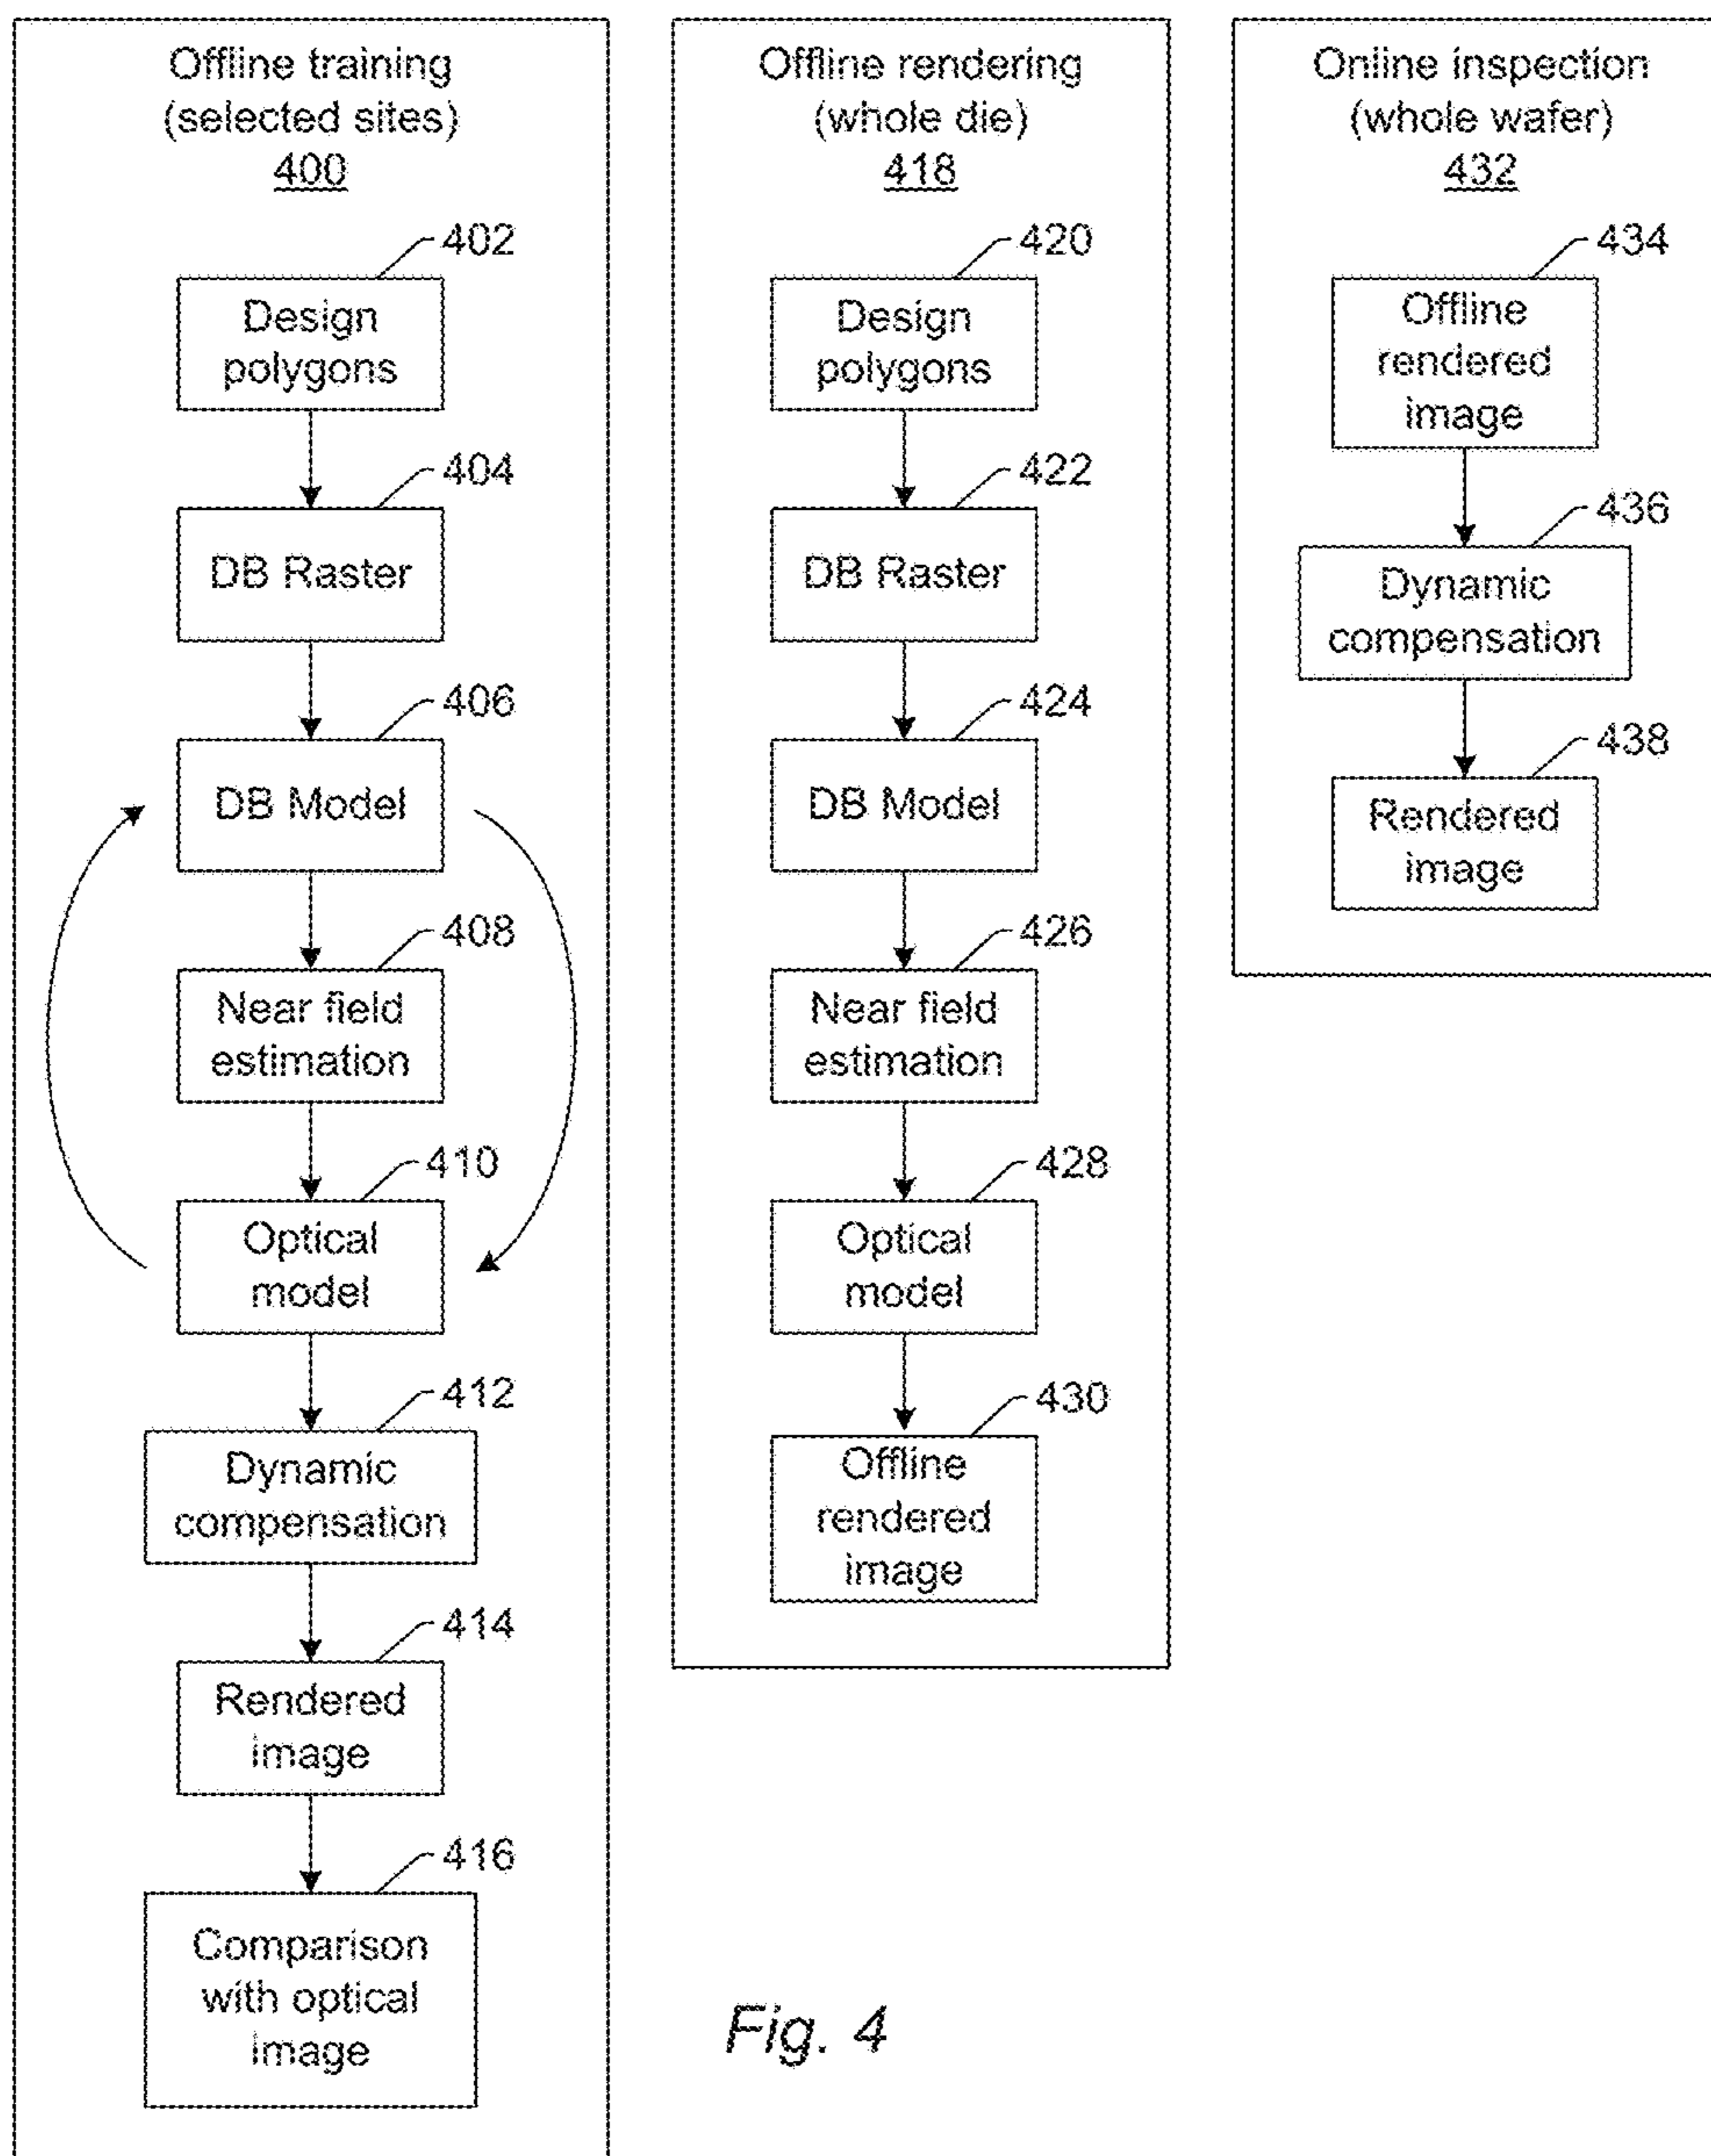 Offline training
(selected sites)
400
402
Design
polygons
404
DB Raster
406
DB Model
408
Near field
estimation
410
Optical
model
412
Dynamic
compensation
414
Rendered
image
416
Comparison
with optical
image
Offline rendering
(whole die)
418
420
Design
polygons
422
DB Raster
424
DB Model
426
Near field
estimation
428
Optical
model
430
Offline
rendered
image
Online inspection
(whole wafer)
432
434
Offline
rendered
image
436
Dynamic
compensation
438
Rendered
image
Fig. 4